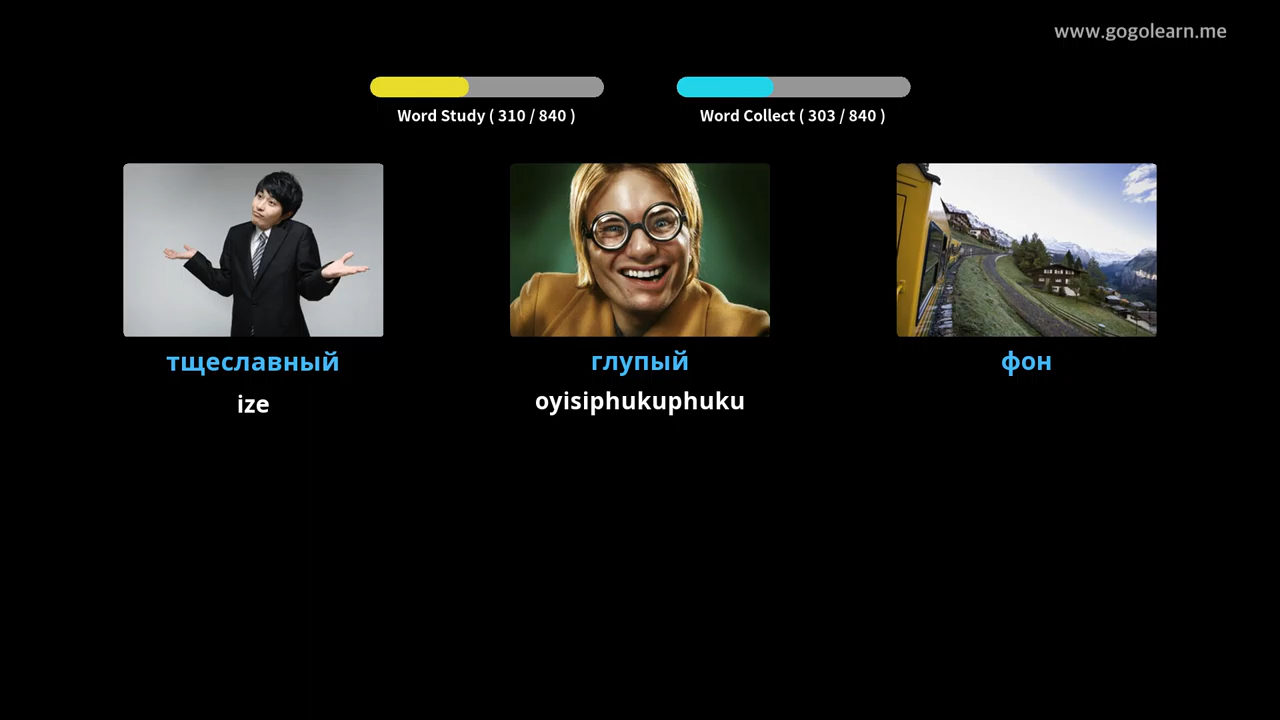 www.gogolearn.me
Word Study ( 310 / 840 )
Word Collect ( 303 / 840 )
тщеславный
глупый
фон
ize
oyisiphukuphuku